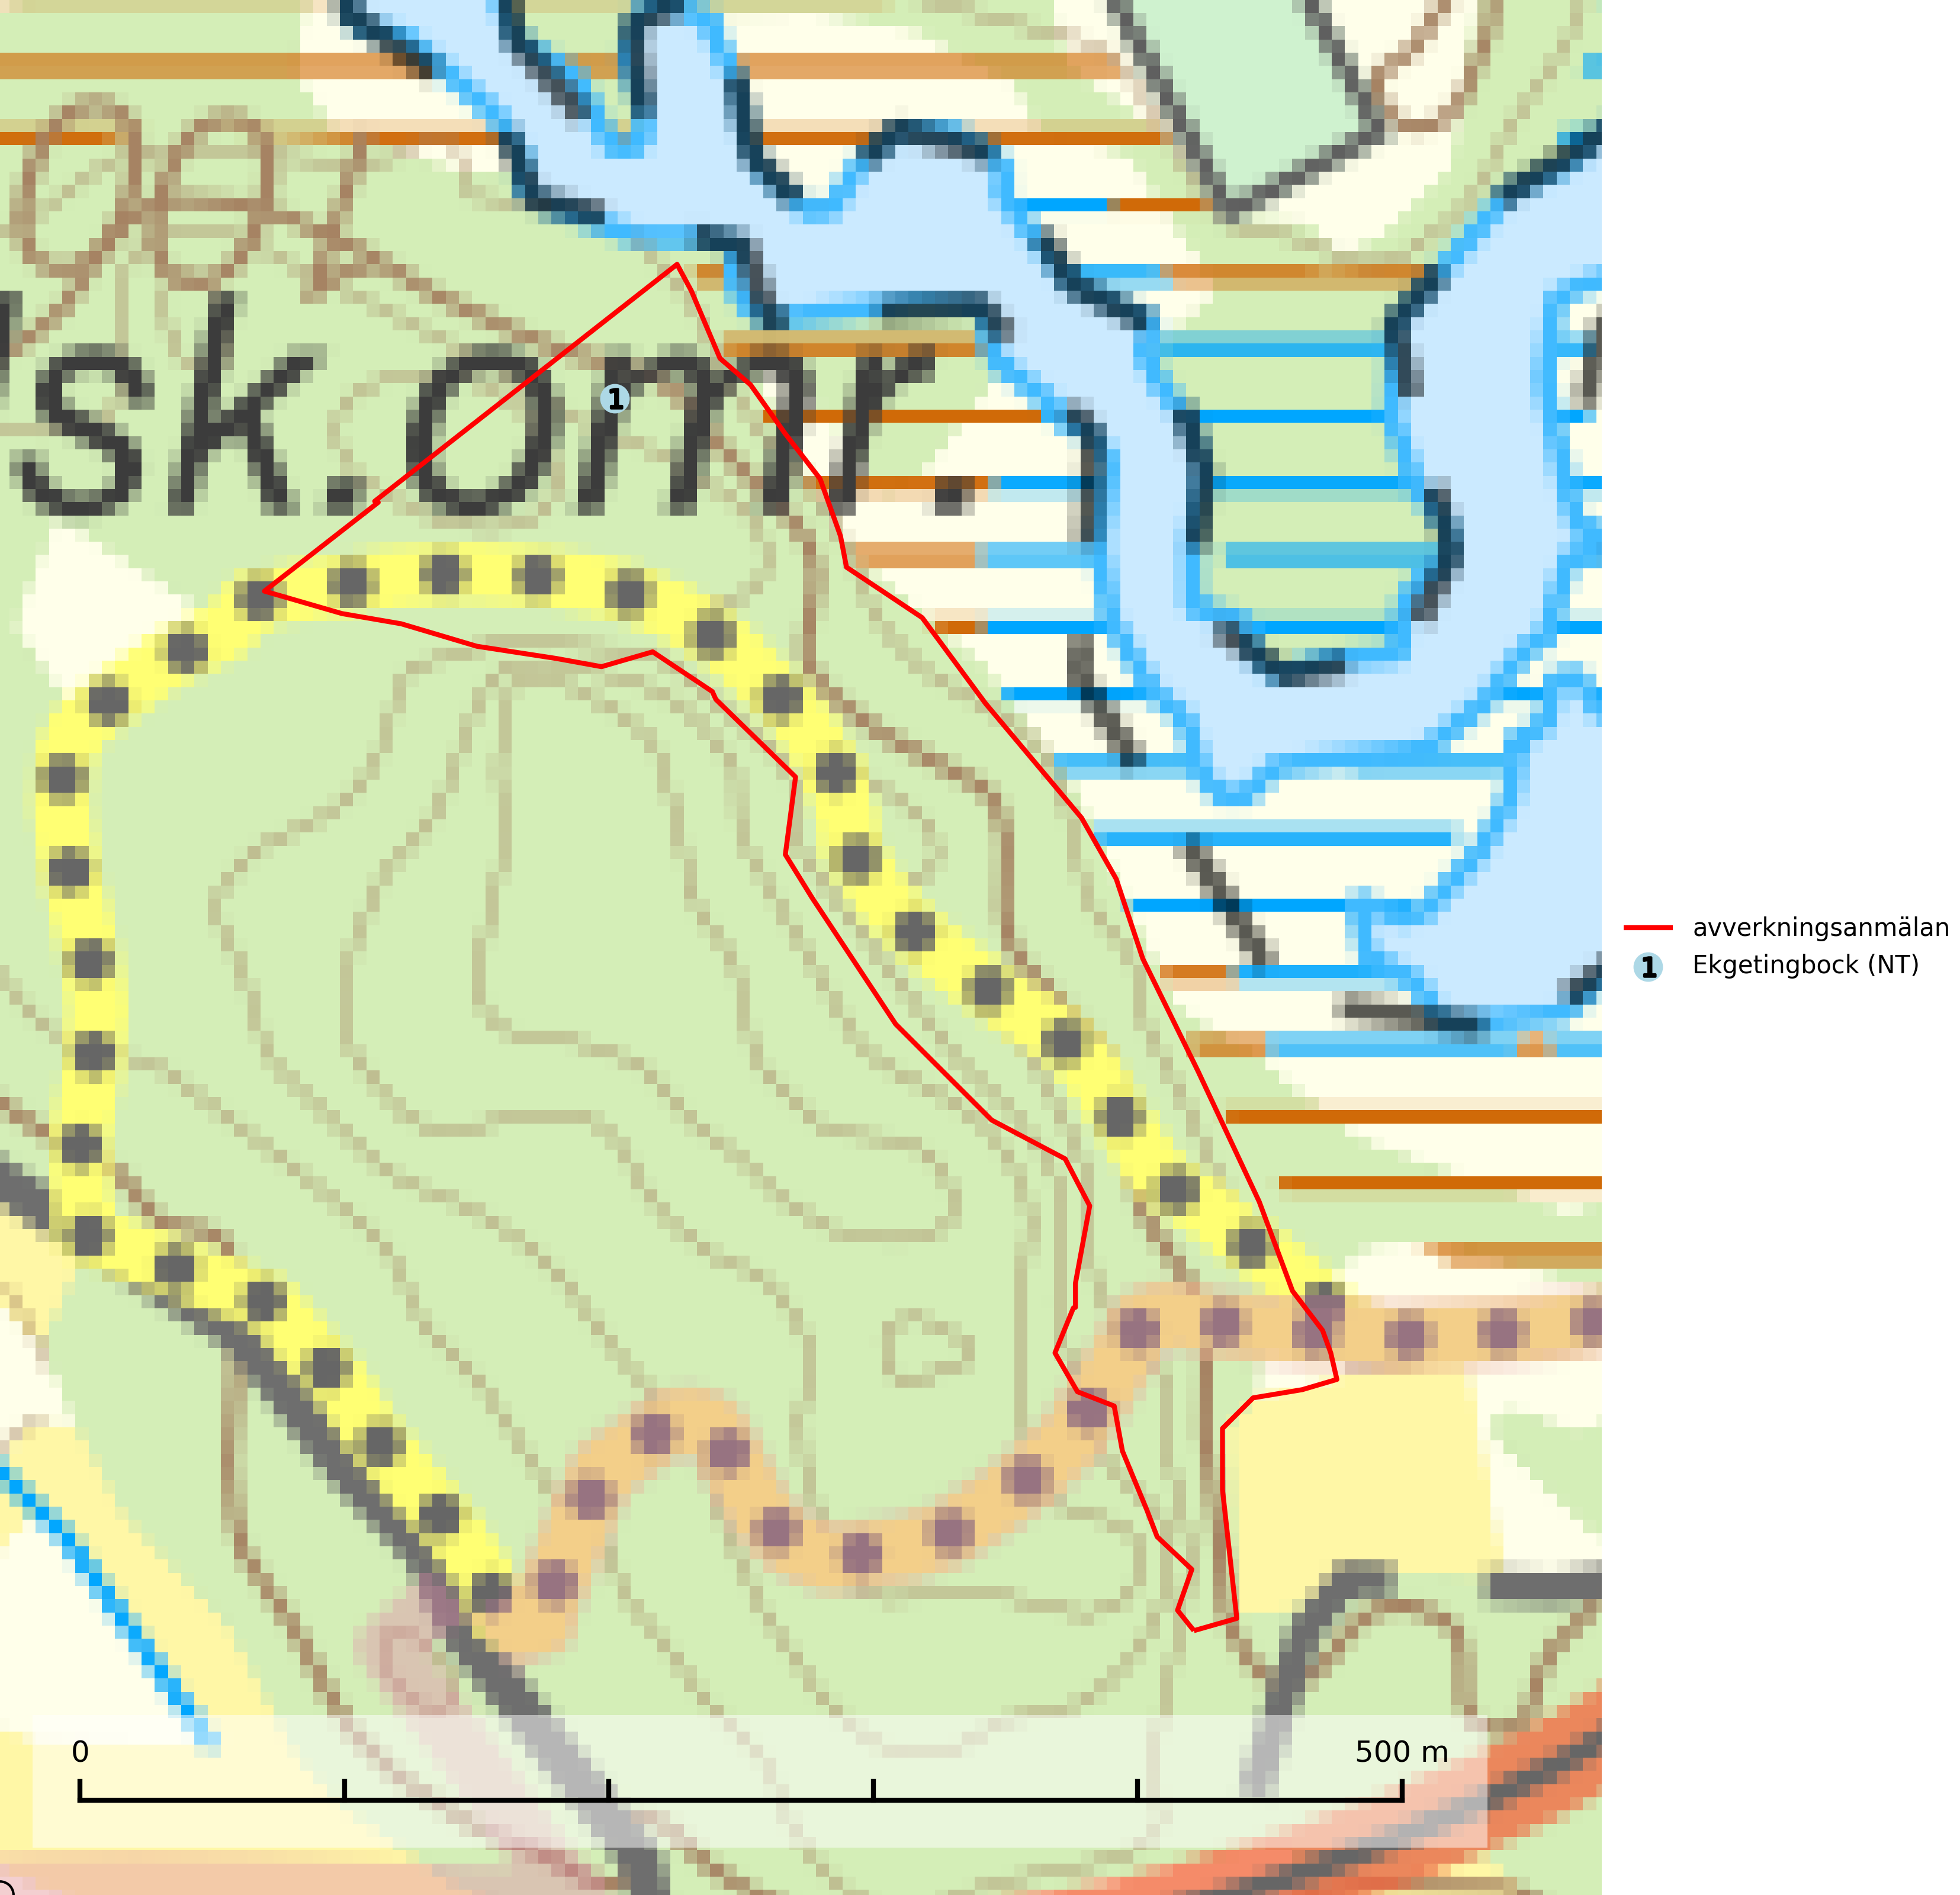 sk.omr.
1
avverkningsanmälan
1 Ekgetingbock (NT)
0 500 m